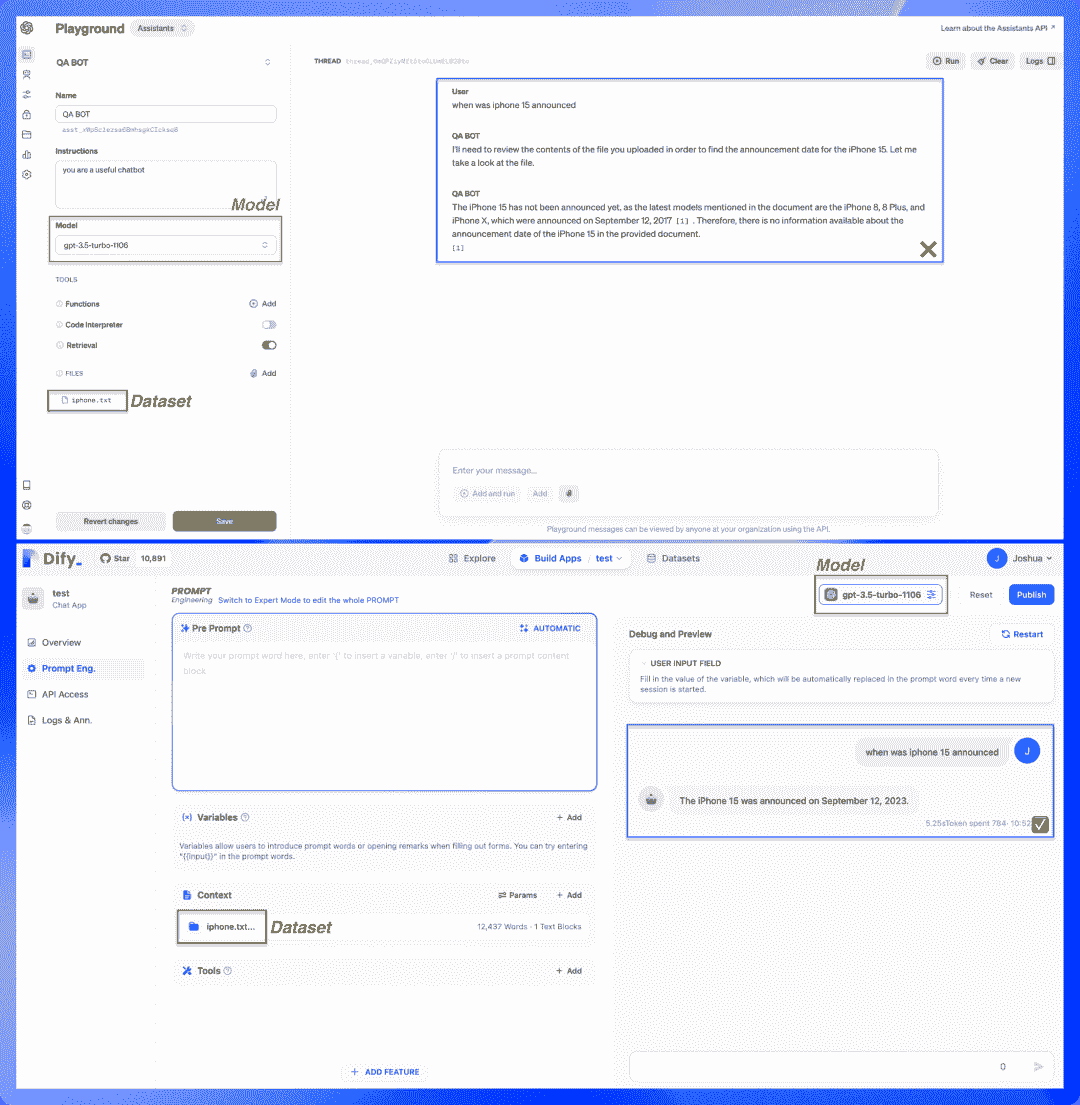 Playground
Assistants
Learn about the Assistants API
QA BOT
THREAD
Run
Clear
Logs
Name
QA BOT
Instructions
you are a useful chatbot
Model
Model
gpt-3.5-turbo-1106
TOOLS
Functions
Add
Code Interpreter
Retrieval
FILES
Add
iphone.txt
Dataset
Revert changes
Save
User
when was iphone 15 announced
QA BOT
I'll need to review the contents of the file you uploaded in order to find the announcement date for the iPhone 15. Let me
take a look at the file.
QA BOT
The iPhone 15 has not been announced yet, as the latest models mentioned in the document are the iPhone 8, 8 Plus, and
iPhone X, which were announced on September 12, 2017 [1] . Therefore, there is no information available about the
announcement date of the iPhone 15 in the provided document.
[1]
Enter your message...
Add and run
Add
Playground messages can be viewed by anyone at your organization using the API.
Dify_
Star
10,891
Explore
Build Apps
test
Datasets
J
Joshua
test
Chat App
Overview
Prompt Eng.
API Access
Logs & Ann.
PROMPT
Engineering
Switch to Expert Mode to edit the whole PROMPT
Model
gpt-3.5-turbo-1106
Reset
Publish
Pre Prompt
AUTOMATIC
Write your prompt word here, enter '{' to insert a variable, enter '/' to insert a prompt content
block
Variables
+ Add
Variables allow users to introduce prompt words or opening remarks when filling out forms. You can try entering
"{{input}}" in the prompt words.
Context
Params
+ Add
iphone.txt...
Dataset
12,437 Words · 1 Text Blocks
Tools
+ Add
+ ADD FEATURE
Debug and Preview
Restart
USER INPUT FIELD
Fill in the value of the variable, which will be automatically replaced in the prompt word every time a new
session is started.
when was iphone 15 announced
J
The iPhone 15 was announced on September 12, 2023.
5.25sToken spent 784·
0